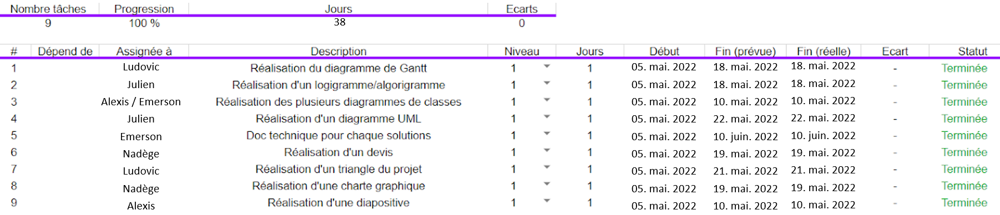 Nombre tâches Progression Jours Ecarts
9 100 % 38 0
# Dépend de Assignée à Description Niveau Jours Début Fin (prévue) Fin (réelle) Ecart Statut
1 Ludovic Réalisation du diagramme de Gantt 1 1 05. mai. 2022 18. mai. 2022 18. mai. 2022 - Terminée
2 Julien Réalisation d'un logigramme/algorigramme 1 1 05. mai. 2022 18. mai. 2022 18. mai. 2022 - Terminée
3 Alexis / Emerson Réalisation des plusieurs diagrammes de classes 1 1 05. mai. 2022 10. mai. 2022 10. mai. 2022 - Terminée
4 Julien Réalisation d'un diagramme UML 1 1 05. mai. 2022 22. mai. 2022 22. mai. 2022 - Terminée
5 Emerson Doc technique pour chaque solutions 1 1 05. mai. 2022 10. juin. 2022 10. juin. 2022 - Terminée
6 Nadège Réalisation d'un devis 1 1 05. mai. 2022 19. mai. 2022 19. mai. 2022 - Terminée
7 Ludovic Réalisation d'un triangle du projet 1 1 05. mai. 2022 21. mai. 2022 21. mai. 2022 - Terminée
8 Nadège Réalisation d'une charte graphique 1 1 05. mai. 2022 19. mai. 2022 19. mai. 2022 - Terminée
9 Alexis Réalisation d'une diapositive 1 1 05. mai. 2022 10. mai. 2022 10. mai. 2022 - Terminée